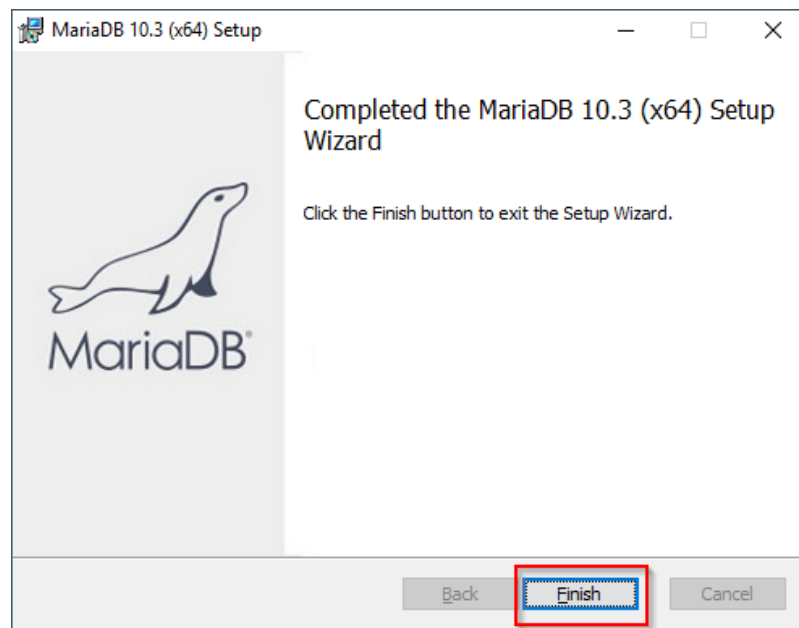 MariaDB 10.3 (x64) Setup
Completed the MariaDB 10.3 (x64) Setup
Wizard
Click the Finish button to exit the Setup Wizard.
MariaDB®
Back
Finish
Cancel